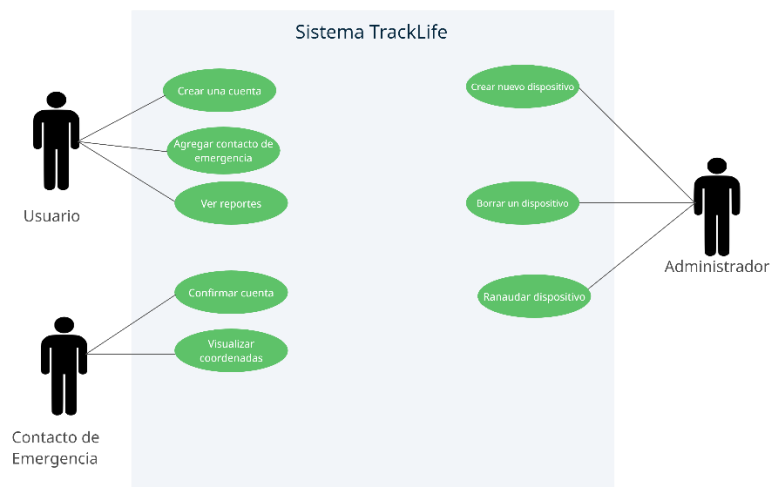 Sistema TrackLife
Crear una cuenta
Agregar contacto de
emergencia
Ver reportes
Usuario
Confirmar cuenta
Visualizar
coordenadas
Contacto de
Emergencia
Crear nuevo dispositivo
Borrar un dispositivo
Ranaudar dispositivo
Administrador